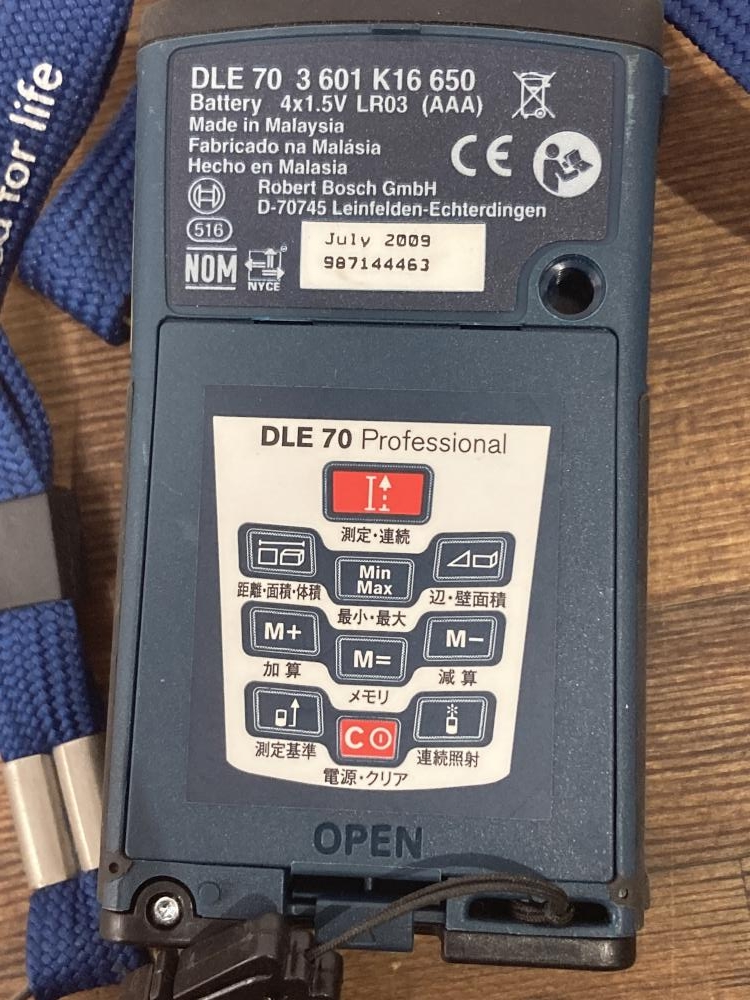 for life
DLE 70 3 601 K16 650
Battery 4x1.5V LR03 (AAA)
Made in Malaysia
Fabricado na Malásia
Hecho en Malasia
Robert Bosch GmbH
D-70745 Leinfelden-Echterdingen
516
NOM
NYCE
CE
July 2009
987144463
DLE 70 Professional
測定・連続
距離・面積・体積
Min
Max
最小・最大
辺・壁面積
M+
加算
M=
メモリ
M−
減算
測定基準
C
電源・クリア
連続照射
OPEN